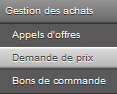 Gestion des achats
Appels d'offres
Demande de prix
Bons de commande